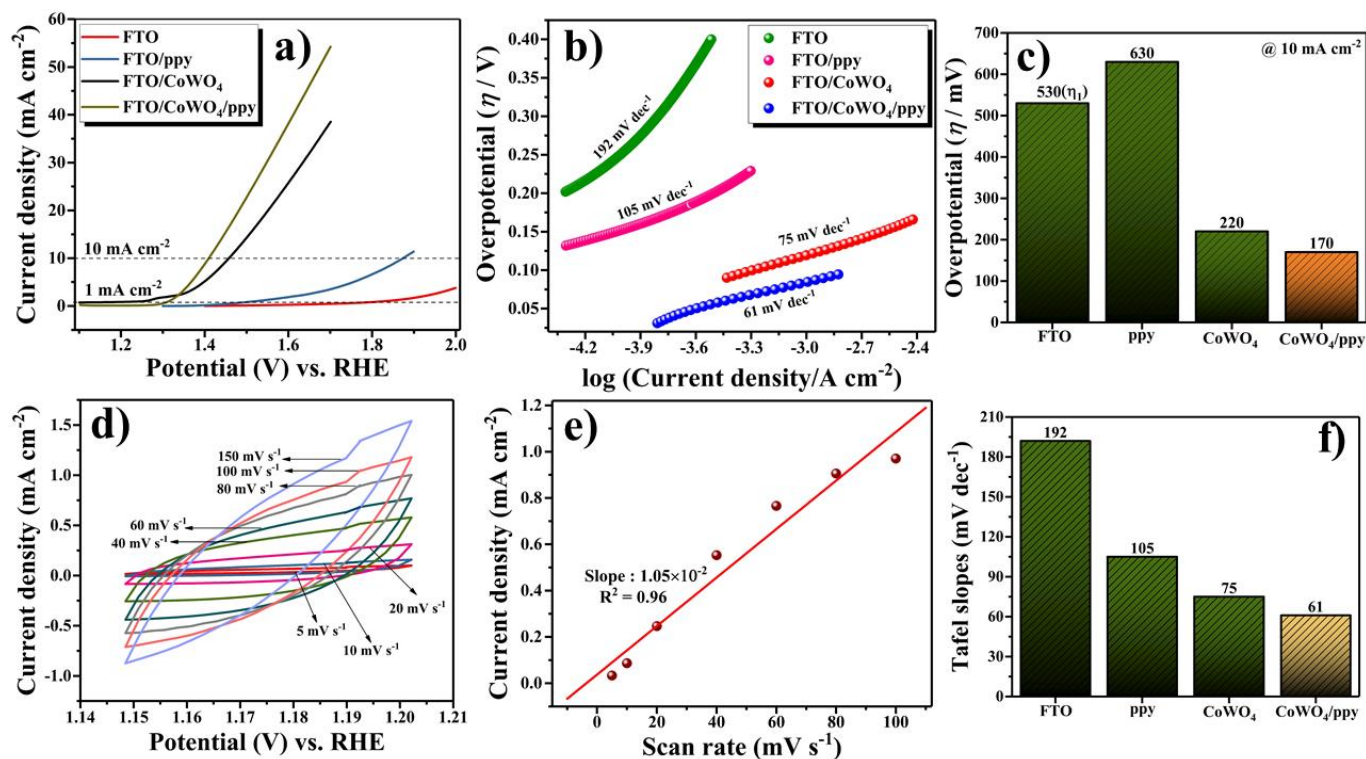 a)
60
50
40
30
20
10
0
Current density (mA cm⁻²)
FTO
FTO/ppy
FTO/CoWO₄
FTO/CoWO₄/ppy
10 mA cm⁻²
1 mA cm⁻²
1.2
1.4
1.6
1.8
2.0
Potential (V) vs. RHE
b)
0.40
0.35
0.30
0.25
0.20
0.15
0.10
0.05
Overpotential (η / V)
FTO
FTO/ppy
FTO/CoWO₄
FTO/CoWO₄/ppy
192 mV dec⁻¹
105 mV dec⁻¹
75 mV dec⁻¹
61 mV dec⁻¹
-4.2
-3.9
-3.6
-3.3
-3.0
-2.7
-2.4
log (Current density/A cm⁻²)
c)
@ 10 mA cm⁻²
700
600
500
400
300
200
100
0
Overpotential (η / mV)
530(η₁)
630
220
170
FTO
ppy
CoWO₄
CoWO₄/ppy
d)
1.5
1.0
0.5
0.0
-0.5
-1.0
Current density (mA cm⁻²)
150 mV s⁻¹
100 mV s⁻¹
80 mV s⁻¹
60 mV s⁻¹
40 mV s⁻¹
20 mV s⁻¹
5 mV s⁻¹
10 mV s⁻¹
1.14
1.15
1.16
1.17
1.18
1.19
1.20
1.21
Potential (V) vs. RHE
e)
1.2
1.0
0.8
0.6
0.4
0.2
0.0
Current density (mA cm⁻²)
Slope : 1.05×10⁻²
R² = 0.96
0
20
40
60
80
100
Scan rate (mV s⁻¹)
f)
210
180
150
120
90
60
30
0
Tafel slopes (mV dec⁻¹)
192
105
75
61
FTO
ppy
CoWO₄
CoWO₄/ppy